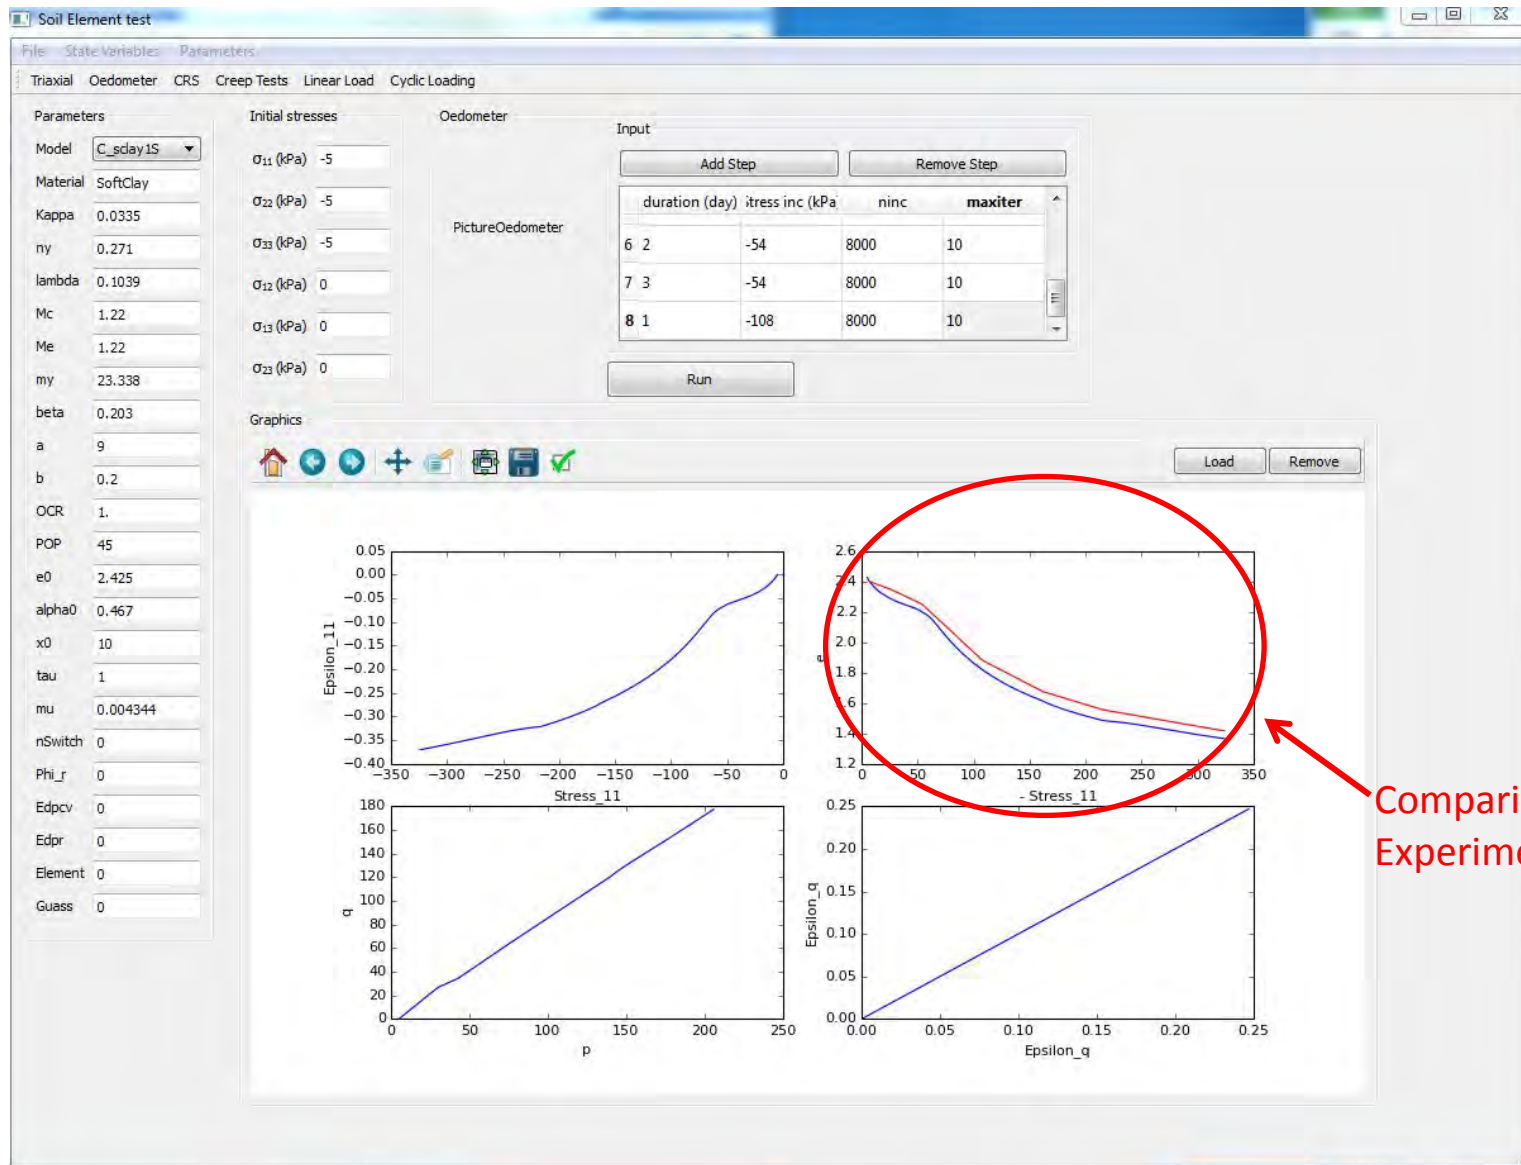 Soil Element test
File State Variables Parameters
Triaxial Oedometer CRS Creep Tests Linear Load Cyclic Loading
Parameters
Model C_sclay1S
Material SoftClay
Kappa 0.0335
ny 0.271
lambda 0.1039
Mc 1.22
Me 1.22
my 23.338
beta 0.203
a 9
b 0.2
OCR 1.
POP 45
e0 2.425
alpha0 0.467
x0 10
tau 1
mu 0.004344
nSwitch 0
Phi_r 0
Edpcv 0
Edpr 0
Element 0
Guass 0
Initial stresses
σ11 (kPa) -5
σ22 (kPa) -5
σ33 (kPa) -5
σ12 (kPa) 0
σ13 (kPa) 0
σ23 (kPa) 0
Oedometer
PictureOedometer
Input
Add Step Remove Step
duration (day) itress inc (kPa ninc maxiter
6 2 -54 8000 10
7 3 -54 8000 10
8 1 -108 8000 10
Run
Graphics
Load Remove
0.05
0.00
−0.05
−0.10
−0.15
−0.20
−0.25
−0.30
−0.35
−0.40
Epsilon_11
−350 −300 −250 −200 −150 −100 −50 0
Stress_11
2.6
2.4
2.2
2.0
1.8
1.6
1.4
1.2
e
0 50 100 150 200 250 300 350
- Stress_11
Compari
Experime
180
160
140
120
100
80
60
40
20
0
q
0 50 100 150 200 250
p
0.25
0.20
0.15
0.10
0.05
0.00
Epsilon_q
0.00 0.05 0.10 0.15 0.20 0.25
Epsilon_q